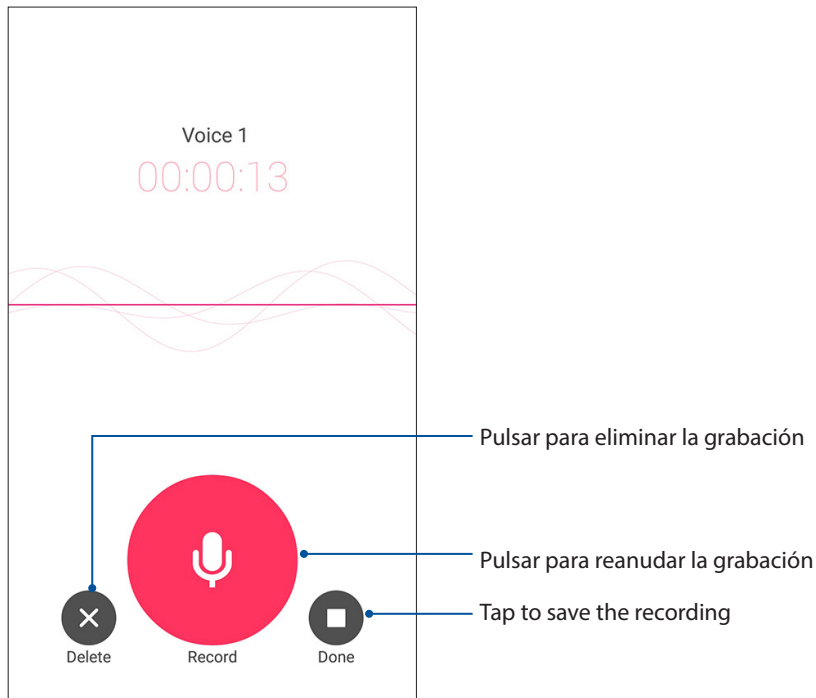 Voice 1
00:00:13
Pulsar para eliminar la grabación
Pulsar para reanudar la grabación
Tap to save the recording
Delete Record Done